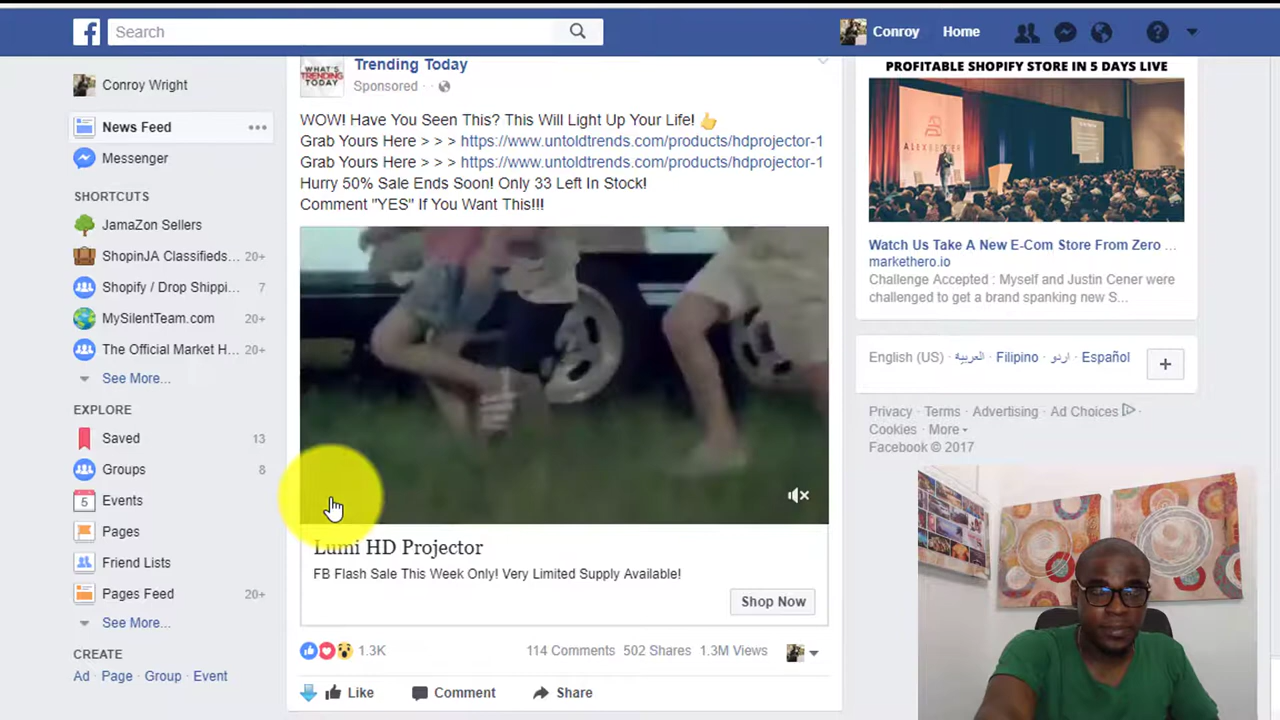 Search
Conroy
Home
Conroy Wright
News Feed
Messenger
SHORTCUTS
JamaZon Sellers
ShopinJA Classifieds... 20+
Shopify / Drop Shippi... 7
MySilentTeam.com 20+
The Official Market H... 20+
See More...
EXPLORE
Saved 13
Groups 8
5 Events
Pages
Friend Lists
Pages Feed 20+
See More...
CREATE
Ad · Page · Group · Event
WHAT'S
TRENDING
TODAY
Trending Today
Sponsored ·
WOW! Have You Seen This? This Will Light Up Your Life! 👍
Grab Yours Here > > > https://www.untoldtrends.com/products/hdprojector-1
Grab Yours Here > > > https://www.untoldtrends.com/products/hdprojector-1
Hurry 50% Sale Ends Soon! Only 33 Left In Stock!
Comment "YES" If You Want This!!!
Lumi HD Projector
FB Flash Sale This Week Only! Very Limited Supply Available!
Shop Now
1.3K
114 Comments 502 Shares 1.3M Views
Like Comment Share
PROFITABLE SHOPIFY STORE IN 5 DAYS LIVE
Watch Us Take A New E-Com Store From Zero ...
markethero.io
Challenge Accepted : Myself and Justin Cener were
challenged to get a brand spanking new S...
English (US) · العربية · Filipino · اردو · Español
Privacy · Terms · Advertising · Ad Choices ·
Cookies · More
Facebook © 2017